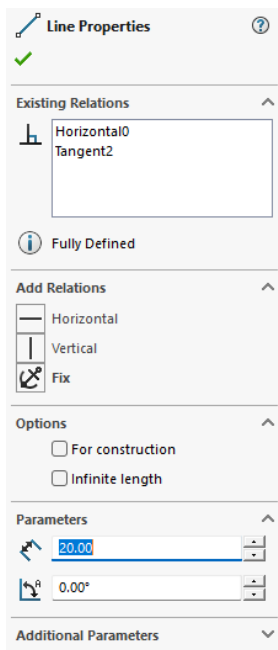 Line Properties
Existing Relations
Horizontal0
Tangent2
Fully Defined
Add Relations
Horizontal
Vertical
Fix
Options
For construction
Infinite length
Parameters
20.00
0.00°
Additional Parameters